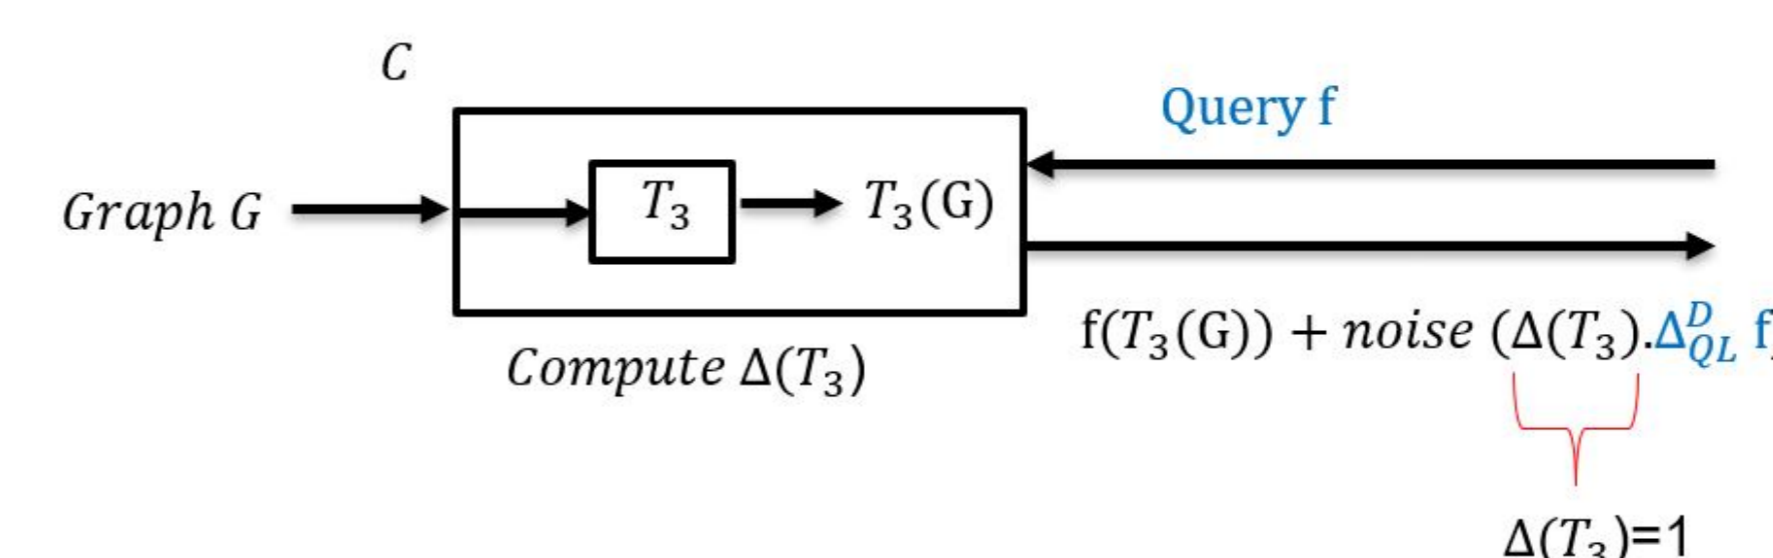 C
Query f
Graph G
T₃
T₃(G)
f(T₃(G)) + noise (Δ(T₃).Δ^D_QL f
Compute Δ(T₃)
Δ(T₃)=1